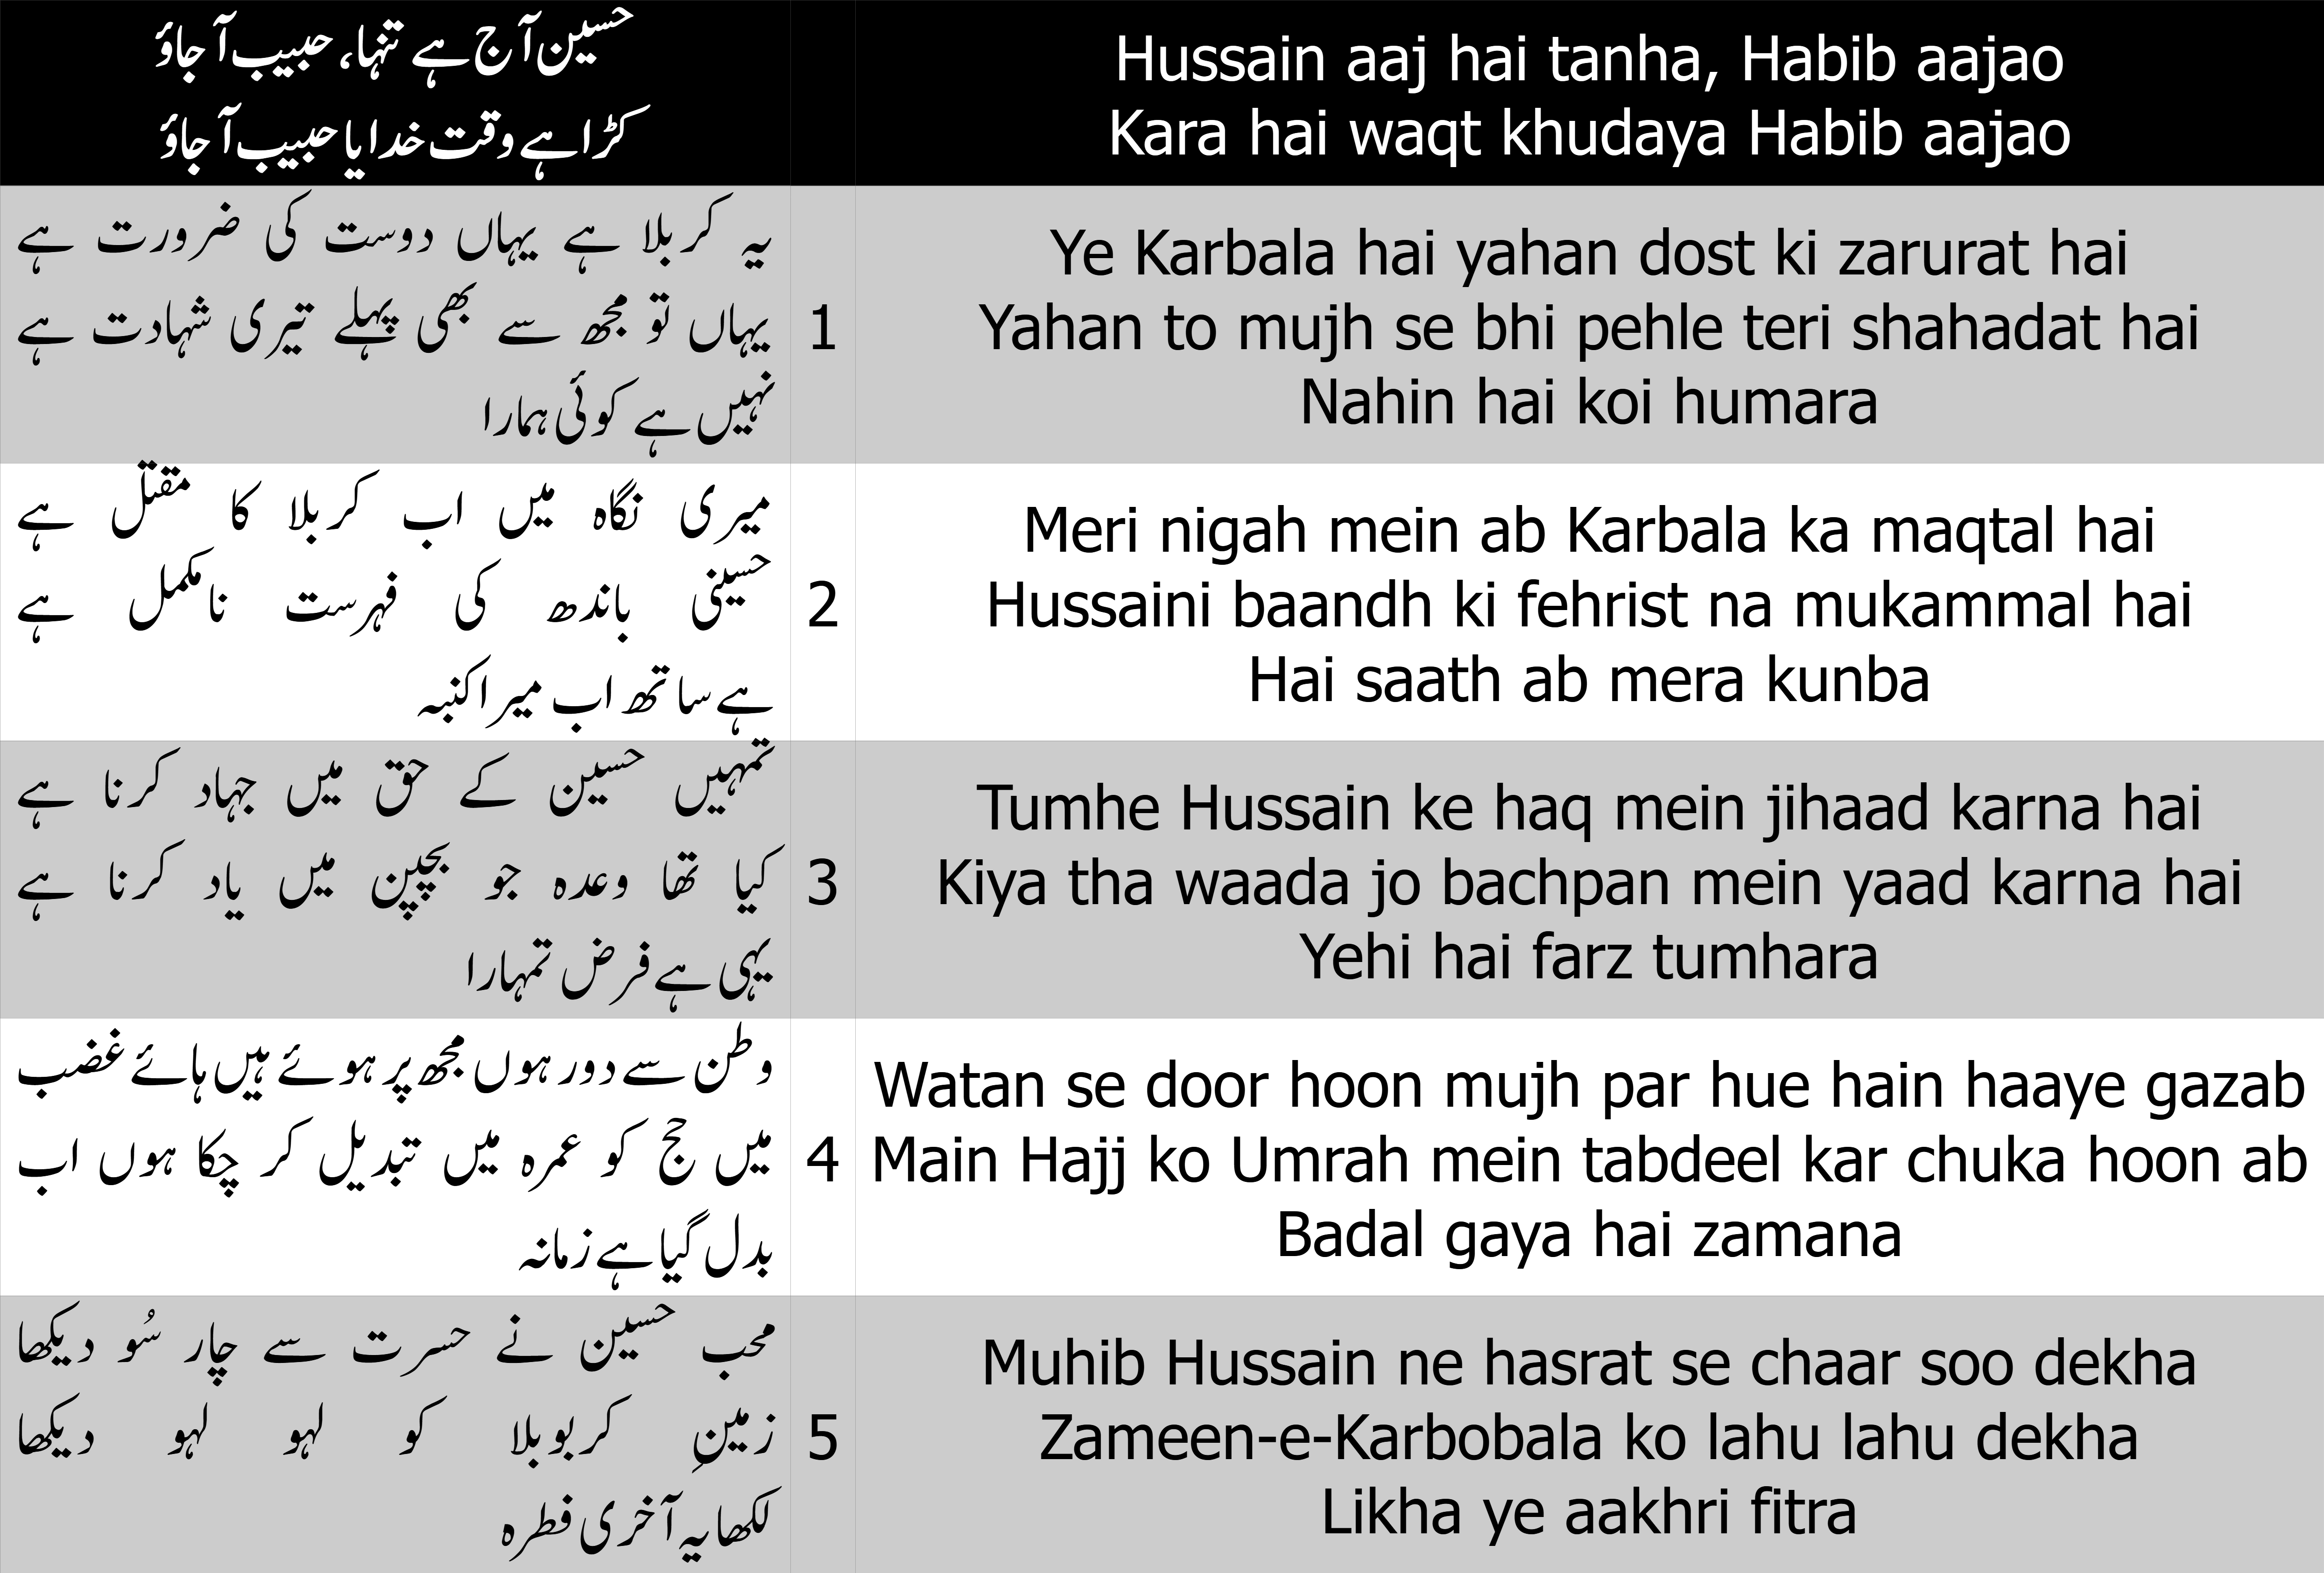 حسین آج ہے تنہا، حبیب آ جاؤ
کڑا ہے وقت خدایا حبیب آ جاؤ
Hussain aaj hai tanha, Habib aajao
Kara hai waqt khudaya Habib aajao
یہ کربلا ہے یہاں دوست کی ضرورت ہے
یہاں تو مجھ سے بھی پہلے تیری شہادت ہے
نہیں ہے کوئی ہمارا
1
Ye Karbala hai yahan dost ki zarurat hai
Yahan to mujh se bhi pehle teri shahadat hai
Nahin hai koi humara
میری نگاہ میں اب کربلا کا مقتل ہے
حسینی باندھ کی فہرست نامکمل ہے
ہے ساتھ اب میرا کنبہ
2
Meri nigah mein ab Karbala ka maqtal hai
Hussaini baandh ki fehrist na mukammal hai
Hai saath ab mera kunba
تمہیں حسین کے حق میں جہاد کرنا ہے
کیا تھا وعدہ جو بچپن میں یاد کرنا ہے
یہی ہے فرض تمہارا
3
Tumhe Hussain ke haq mein jihaad karna hai
Kiya tha waada jo bachpan mein yaad karna hai
Yehi hai farz tumhara
وطن سے دور ہوں مجھ پر ہوئے ہیں ہائے غضب
میں حج کو عمرہ میں تبدیل کر چکا ہوں اب
بدل گیا ہے زمانہ
4
Watan se door hoon mujh par hue hain haaye gazab
Main Hajj ko Umrah mein tabdeel kar chuka hoon ab
Badal gaya hai zamana
محب حسین نے حسرت سے چار سُو دیکھا
زمینِ کربوبلا کو لہو لہو دیکھا
لکھا یہ آخری فطرہ
5
Muhib Hussain ne hasrat se chaar soo dekha
Zameen-e-Karbobala ko lahu lahu dekha
Likha ye aakhri fitra